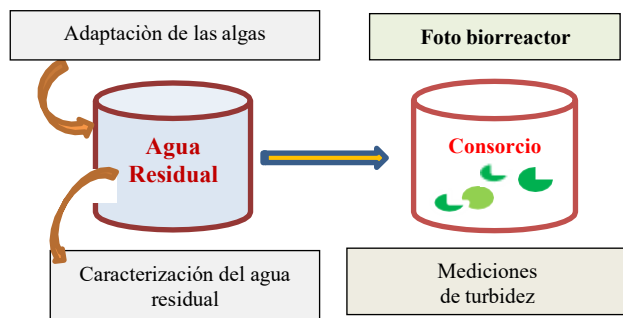 Adaptaciòn de las algas
Foto biorreactor
Agua
Residual
Consorcio
Caracterización del agua
residual
Mediciones
de turbidez